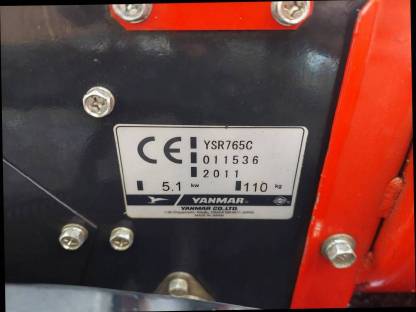 CE YSR765C
011536
2011
5.1 kw 110 kg
YANMAR
YANMAR CO., LTD.
MADE IN JAPAN